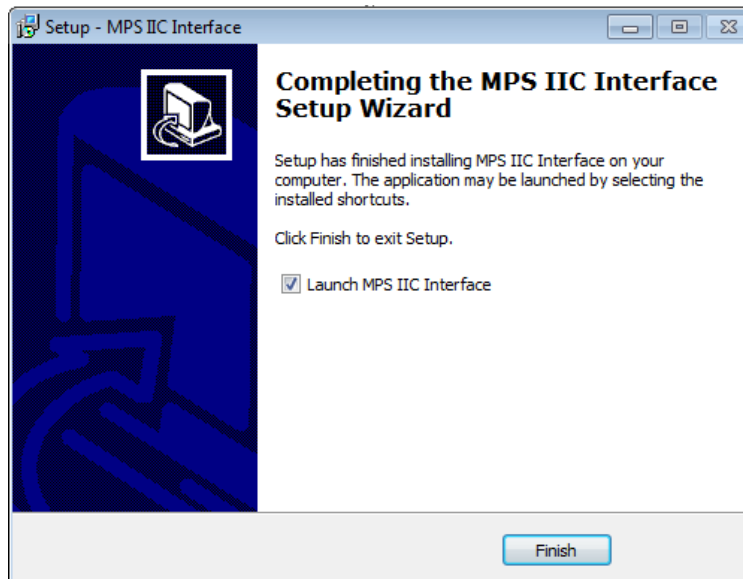 Setup - MPS IIC Interface
Completing the MPS IIC Interface
Setup Wizard
Setup has finished installing MPS IIC Interface on your
computer. The application may be launched by selecting the
installed shortcuts.
Click Finish to exit Setup.
Launch MPS IIC Interface
Finish